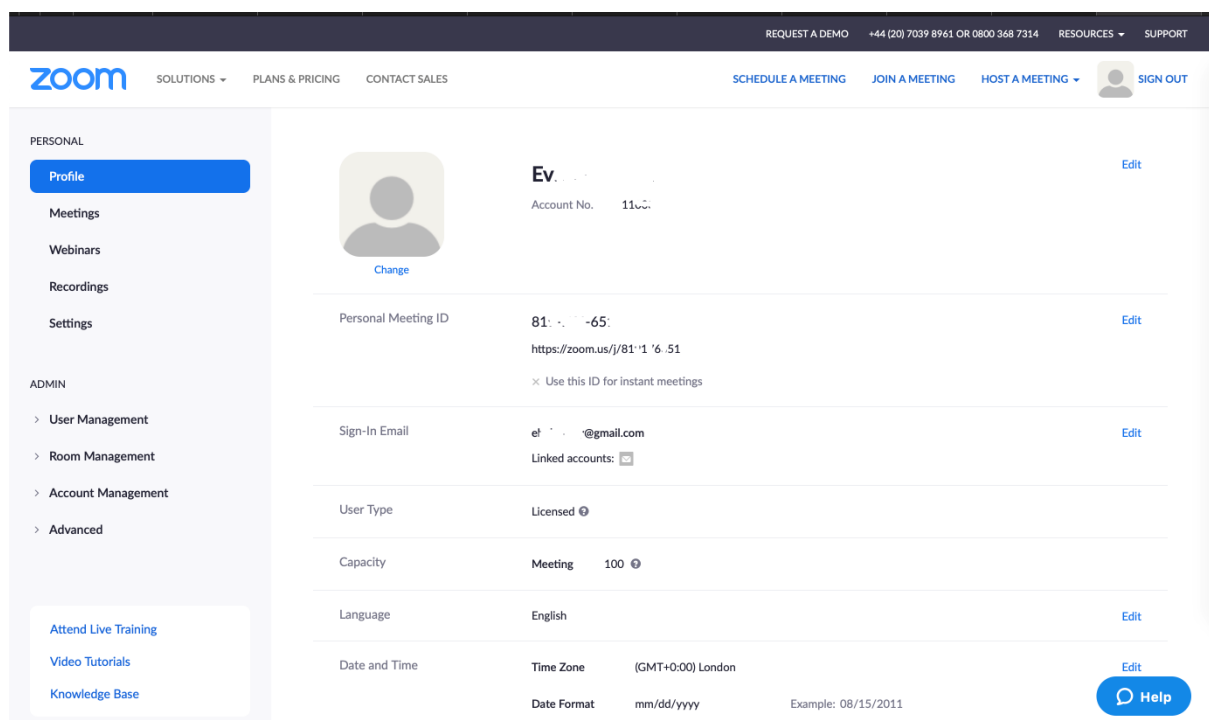 REQUEST A DEMO +44 (20) 7039 8961 OR 0800 368 7314 RESOURCES SUPPORT
zoom SOLUTIONS PLANS & PRICING CONTACT SALES SCHEDULE A MEETING JOIN A MEETING HOST A MEETING SIGN OUT
PERSONAL
Profile
Meetings
Webinars
Recordings
Settings
ADMIN
User Management
Room Management
Account Management
Advanced
Attend Live Training
Video Tutorials
Knowledge Base
Change
Edit
Account No.
Personal Meeting ID Edit
× Use this ID for instant meetings
Sign-In Email @gmail.com Edit
Linked accounts:
User Type Licensed
Capacity Meeting 100
Language English Edit
Date and Time Time Zone (GMT+0:00) London Edit
Date Format mm/dd/yyyy Example: 08/15/2011
Help